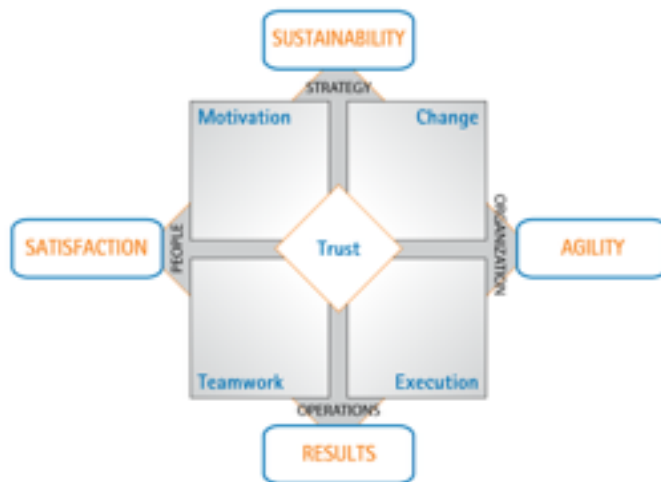 SUSTAINABILITY
STRATEGY
Motivation
Change
SATISFACTION
PEOPLE
Trust
ORGANIZATION
AGILITY
Teamwork
Execution
OPERATIONS
RESULTS